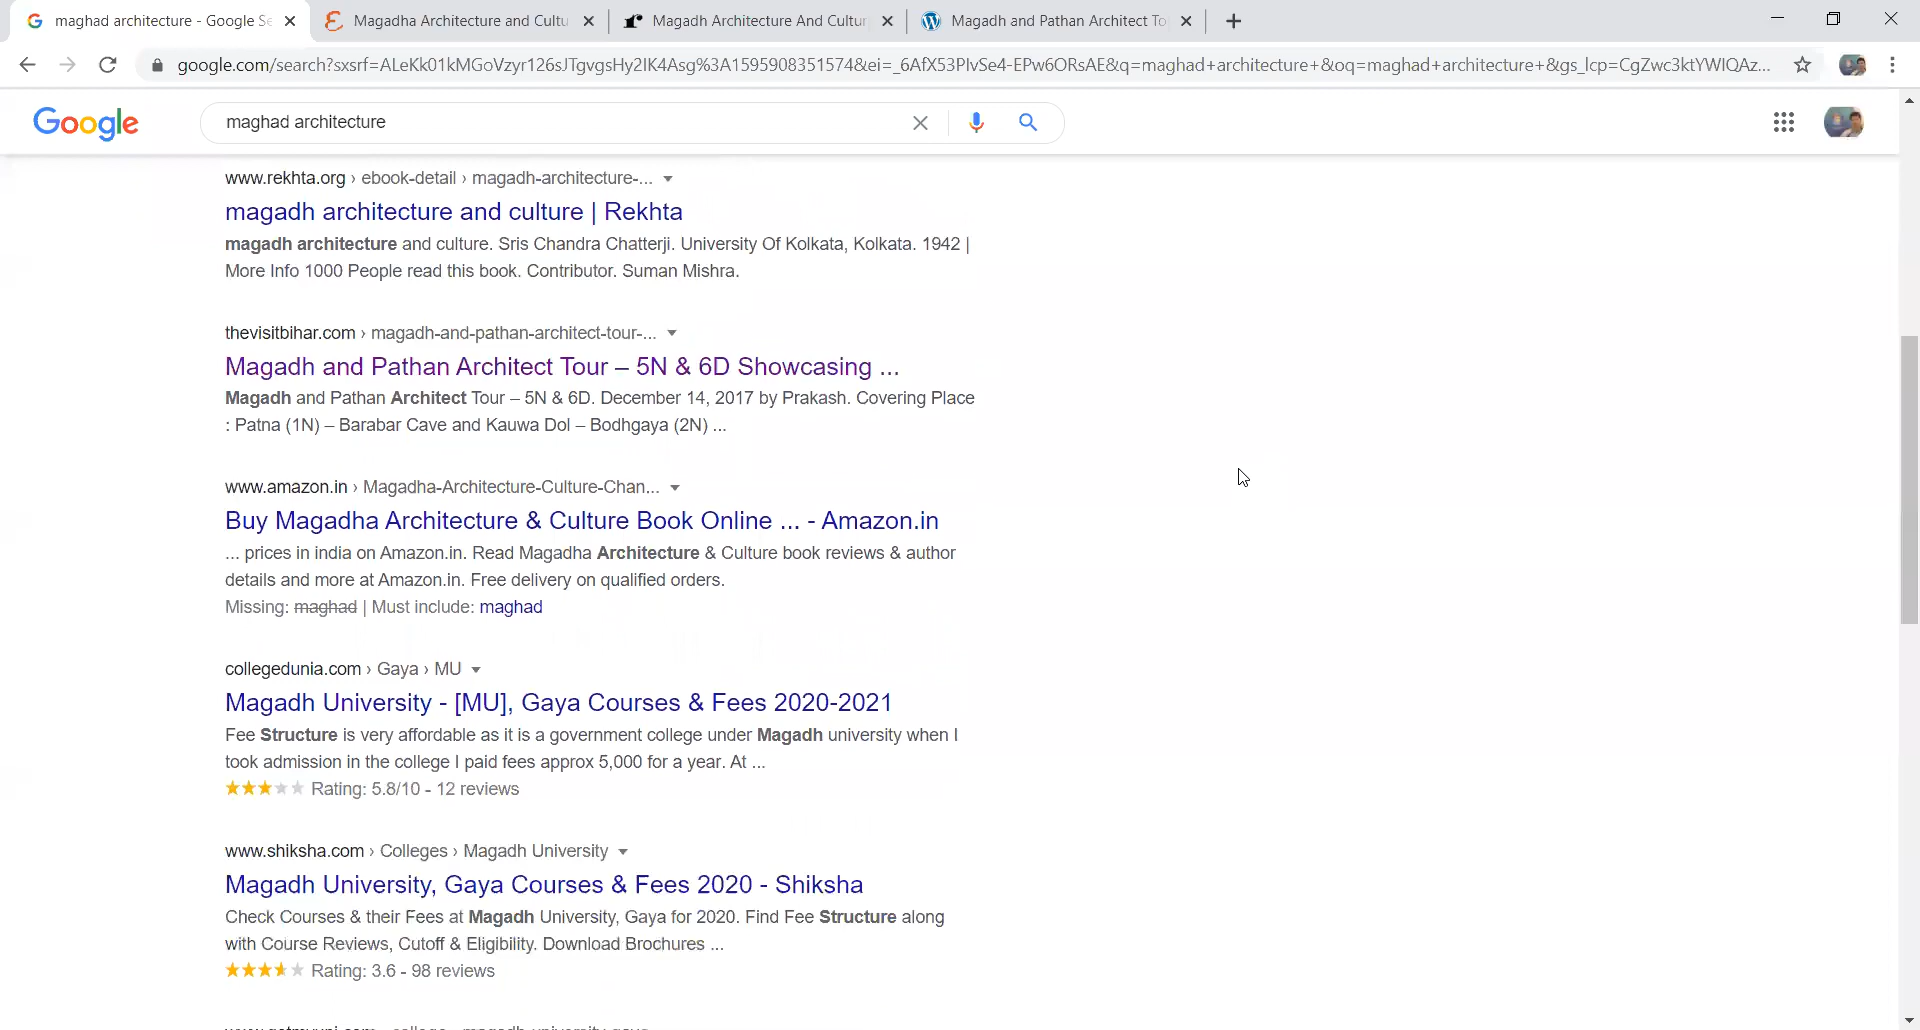 maghad architecture - Google Se
Magadha Architecture and Cultu
Magadh Architecture And Cultur
Magadh and Pathan Architect To
google.com/search?sxsrf=ALeKk01kMGoVzyr126sJTgvgsHy2IK4Asg%3A1595908351574&ei=_6AfX53PIvSe4-EPw6ORsAE&q=maghad+architecture+&oq=maghad+architecture+&gs_lcp=CgZwc3ktYWIQAz...
Google
maghad architecture
www.rekhta.org › ebook-detail › magadh-architecture-...
magadh architecture and culture | Rekhta
magadh architecture and culture. Sris Chandra Chatterji. University Of Kolkata, Kolkata. 1942 |
More Info 1000 People read this book. Contributor. Suman Mishra.
thevisitbihar.com › magadh-and-pathan-architect-tour-...
Magadh and Pathan Architect Tour – 5N & 6D Showcasing ...
Magadh and Pathan Architect Tour – 5N & 6D. December 14, 2017 by Prakash. Covering Place
: Patna (1N) – Barabar Cave and Kauwa Dol – Bodhgaya (2N) ...
www.amazon.in › Magadha-Architecture-Culture-Chan...
Buy Magadha Architecture & Culture Book Online ... - Amazon.in
... prices in india on Amazon.in. Read Magadha Architecture & Culture book reviews & author
details and more at Amazon.in. Free delivery on qualified orders.
Missing: maghad | Must include: maghad
collegedunia.com › Gaya › MU
Magadh University - [MU], Gaya Courses & Fees 2020-2021
Fee Structure is very affordable as it is a government college under Magadh university when I
took admission in the college I paid fees approx 5,000 for a year. At ...
Rating: 5.8/10 - 12 reviews
www.shiksha.com › Colleges › Magadh University
Magadh University, Gaya Courses & Fees 2020 - Shiksha
Check Courses & their Fees at Magadh University, Gaya for 2020. Find Fee Structure along
with Course Reviews, Cutoff & Eligibility. Download Brochures ...
Rating: 3.6 - 98 reviews